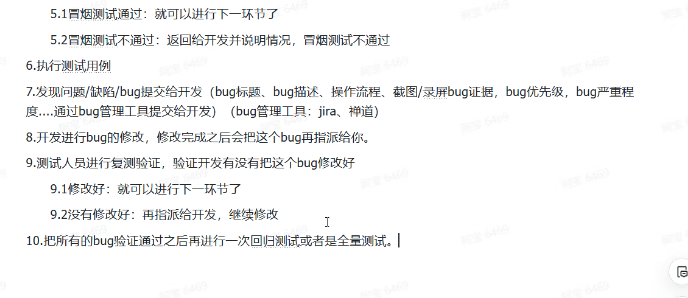 5.1冒烟测试通过：就可以进行下一环节了
5.2冒烟测试不通过：返回给开发并说明情况，冒烟测试不通过
6.执行测试用例
7.发现问题/缺陷/bug提交给开发（bug标题、bug描述、操作流程、截图/录屏bug证据，bug优先级，bug严重程
度....通过bug管理工具提交给开发）（bug管理工具：jira、禅道）
8.开发进行bug的修改，修改完成之后会把这个bug再指派给你。
9.测试人员进行复测验证，验证开发有没有把这个bug修改好
9.1修改好：就可以进行下一环节了
9.2没有修改好：再指派给开发，继续修改
10.把所有的bug验证通过之后再进行一次回归测试或者是全量测试。